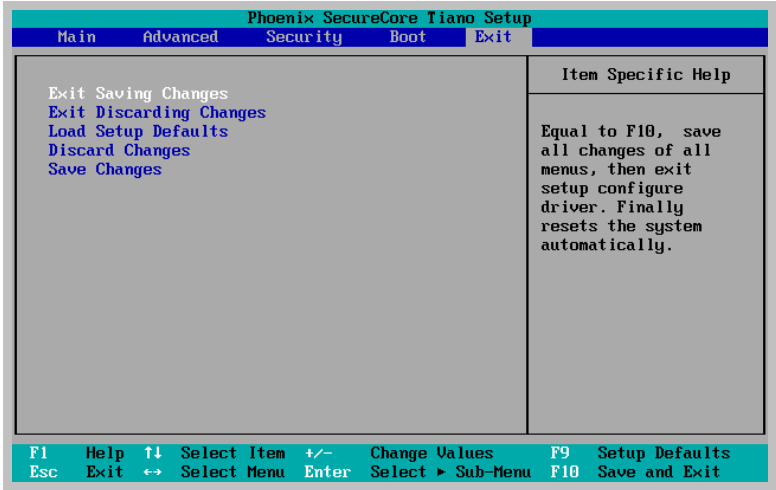 Phoenix SecureCore Tiano Setup
Main Advanced Security Boot Exit
Exit Saving Changes
Exit Discarding Changes
Load Setup Defaults
Discard Changes
Save Changes
Item Specific Help
Equal to F10, save
all changes of all
menus, then exit
setup configure
driver. Finally
resets the system
automatically.
F1 Help ↑↓ Select Item +/- Change Values F9 Setup Defaults
Esc Exit ↔ Select Menu Enter Select ► Sub-Menu F10 Save and Exit